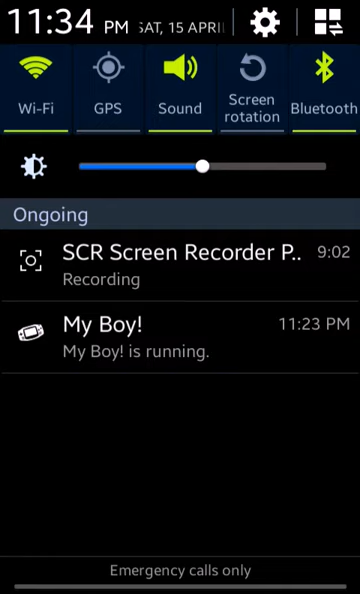 11:34 PM SAT, 15 APRIL
Wi-Fi GPS Sound Screen rotation Bluetooth
Ongoing
SCR Screen Recorder P.. 9:02
Recording
My Boy! 11:23 PM
My Boy! is running.
Emergency calls only